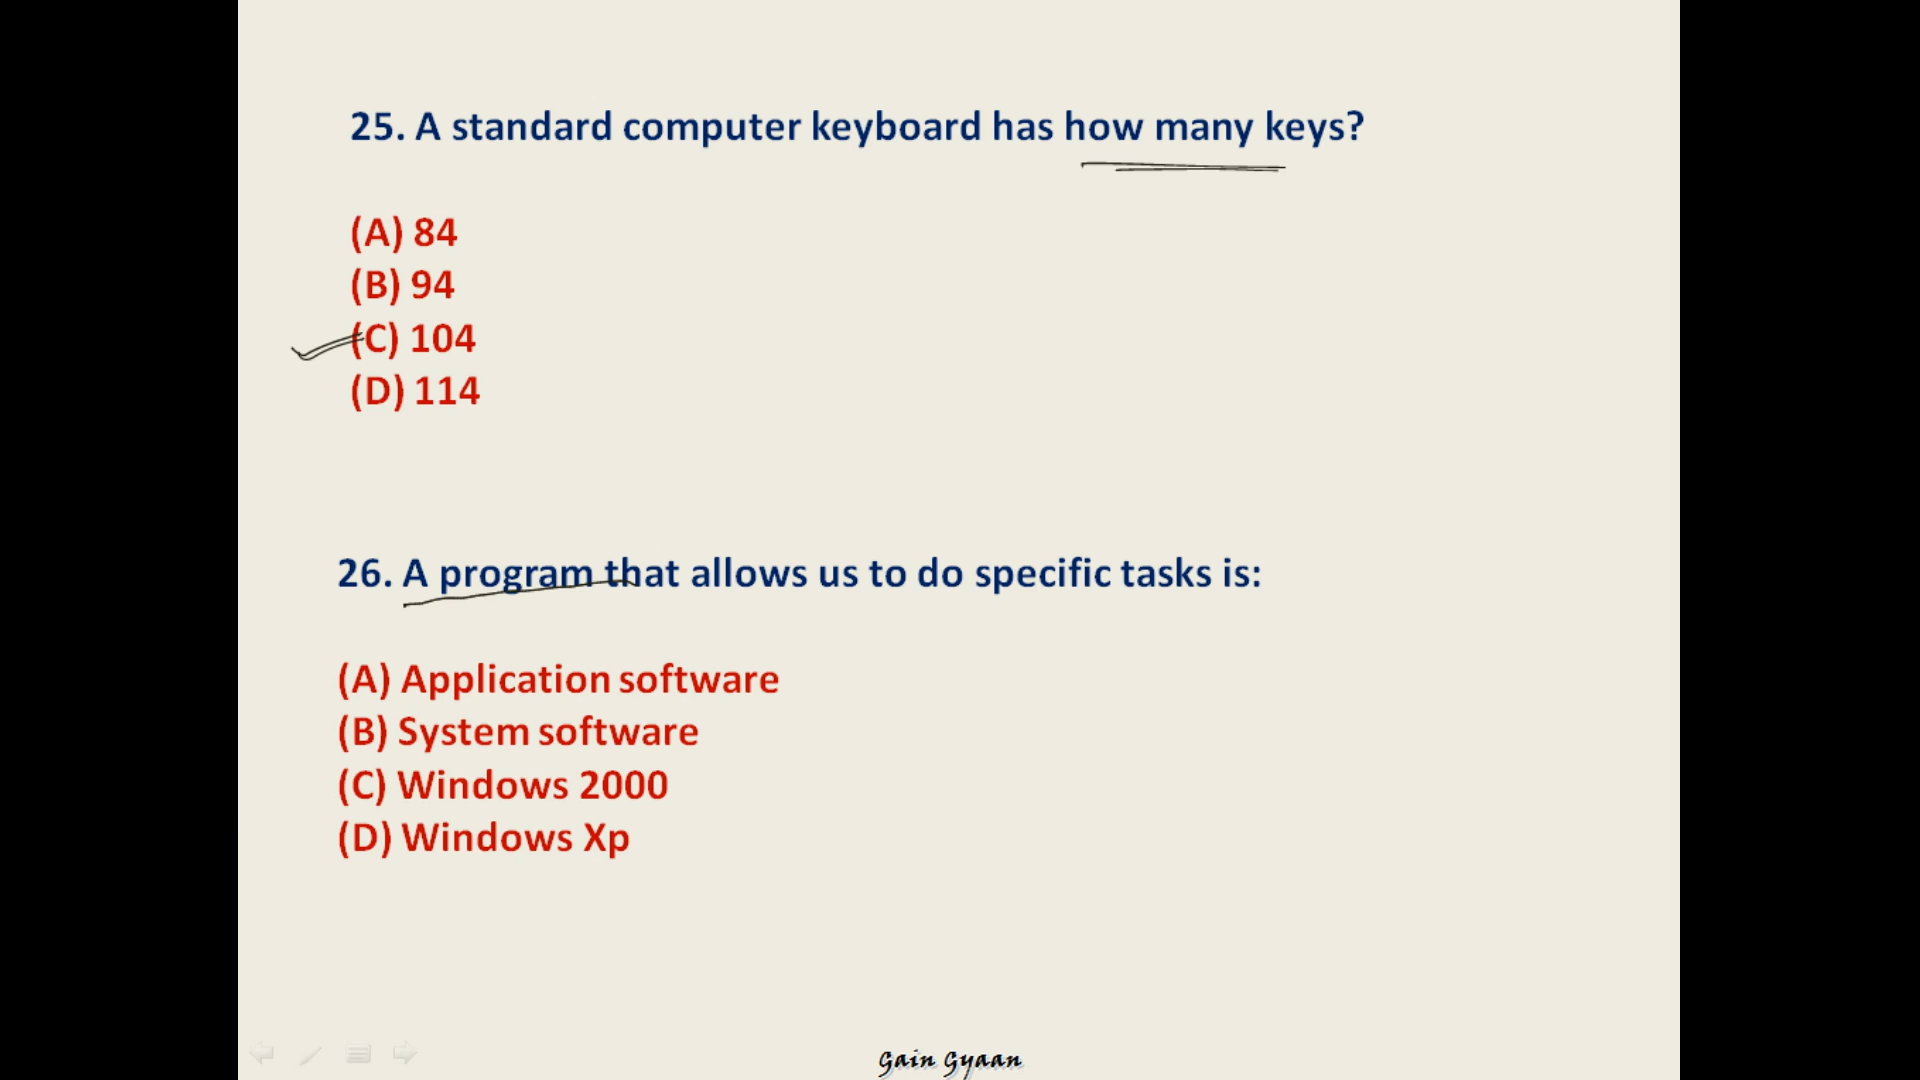 25. A standard computer keyboard has how many keys?
(A) 84
(B) 94
(C) 104
(D) 114
26. A program that allows us to do specific tasks is:
(A) Application software
(B) System software
(C) Windows 2000
(D) Windows Xp
Gain Gyaan